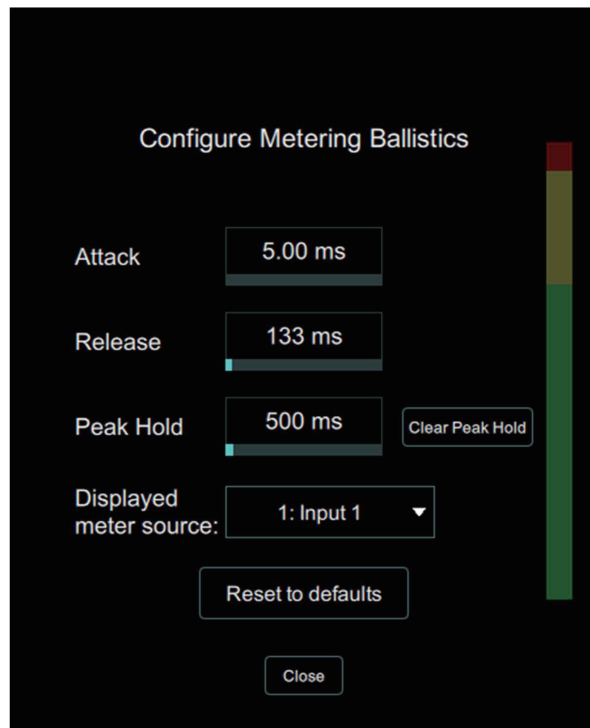 Configure Metering Ballistics
Attack
5.00 ms
Release
133 ms
Peak Hold
500 ms
Clear Peak Hold
Displayed
meter source:
1: Input 1
Reset to defaults
Close